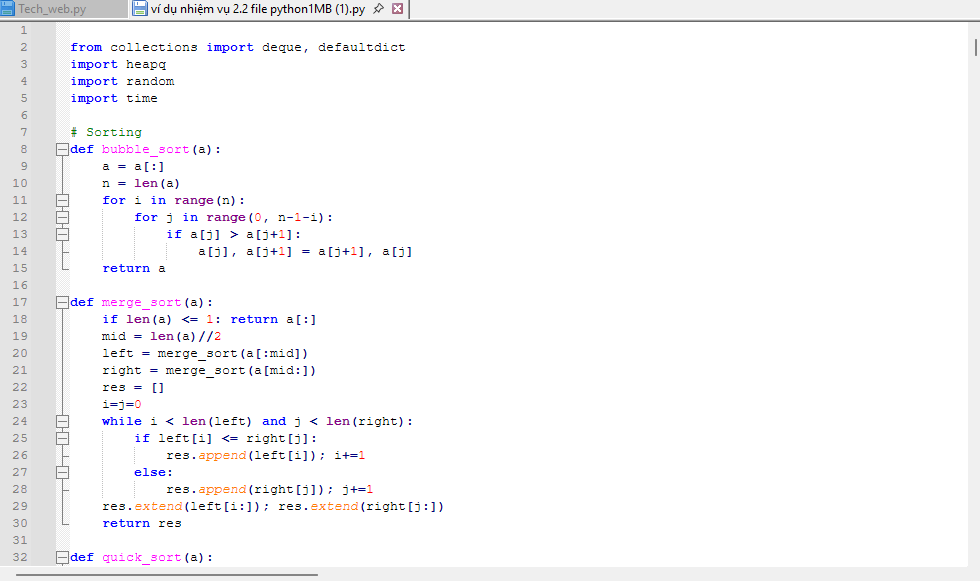 Tech_web.py
ví dụ nhiệm vụ 2.2 file python1MB (1).py
1
2 from collections import deque, defaultdict
3 import heapq
4 import random
5 import time
6
7 # Sorting
8 def bubble_sort(a):
9     a = a[:]
10     n = len(a)
11     for i in range(n):
12         for j in range(0, n-1-i):
13             if a[j] > a[j+1]:
14                 a[j], a[j+1] = a[j+1], a[j]
15     return a
16
17 def merge_sort(a):
18     if len(a) <= 1: return a[:]
19     mid = len(a)//2
20     left = merge_sort(a[:mid])
21     right = merge_sort(a[mid:])
22     res = []
23     i=j=0
24     while i < len(left) and j < len(right):
25         if left[i] <= right[j]:
26             res.append(left[i]); i+=1
27         else:
28             res.append(right[j]); j+=1
29     res.extend(left[i:]); res.extend(right[j:])
30     return res
31
32 def quick_sort(a):